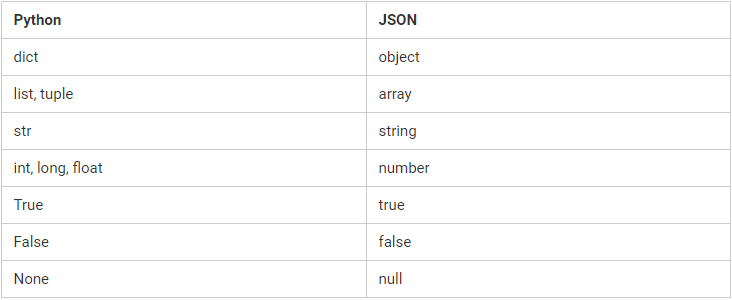 Python JSON
dict object
list, tuple array
str string
int, long, float number
True true
False false
None null